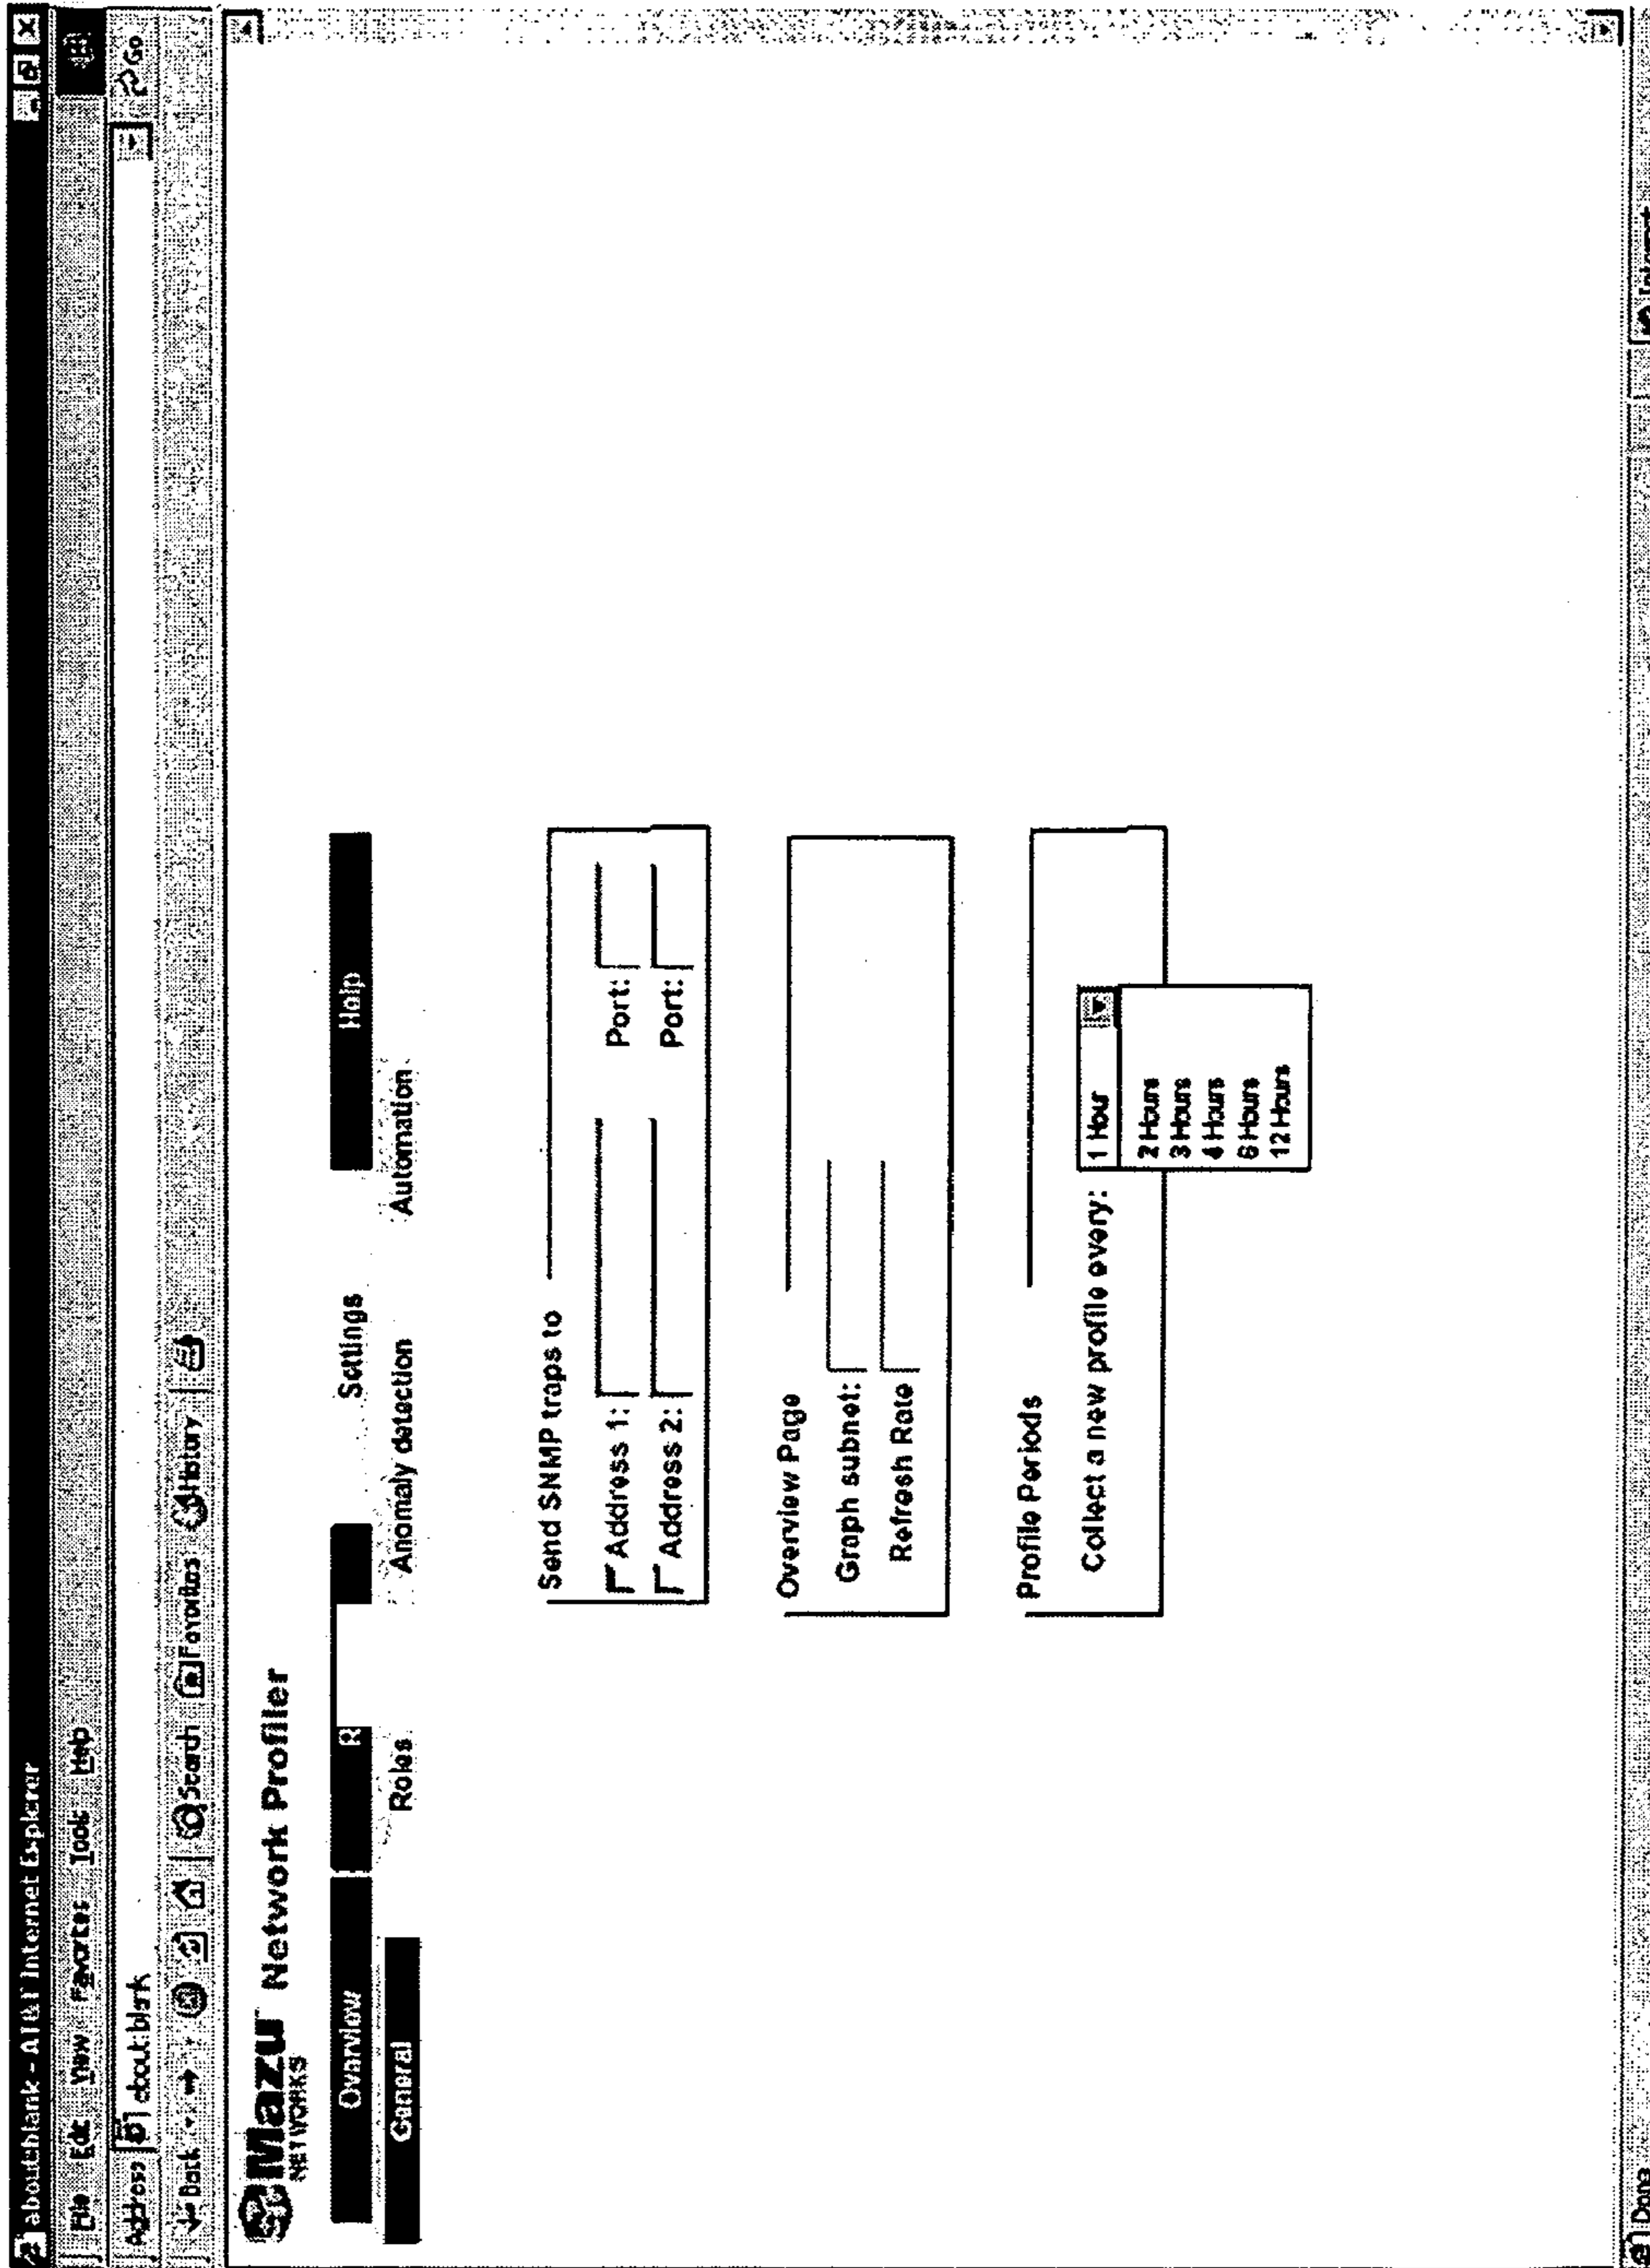 about:blank - AT&T Internet Explorer
File Edit View Favorites Tools Help
Address about:blank Go
Back Search Favorites History
Mazu Network Profiler
NETWORKS
Overview R Settings Help
General Roles Anomaly detection Automation
Send SNMP traps to
Address 1: Port:
Address 2: Port:
Overview Page
Graph subnet:
Refresh Rate
Profile Periods
Collect a new profile every: 1 Hour
2 Hours
3 Hours
4 Hours
6 Hours
12 Hours
Done Internet